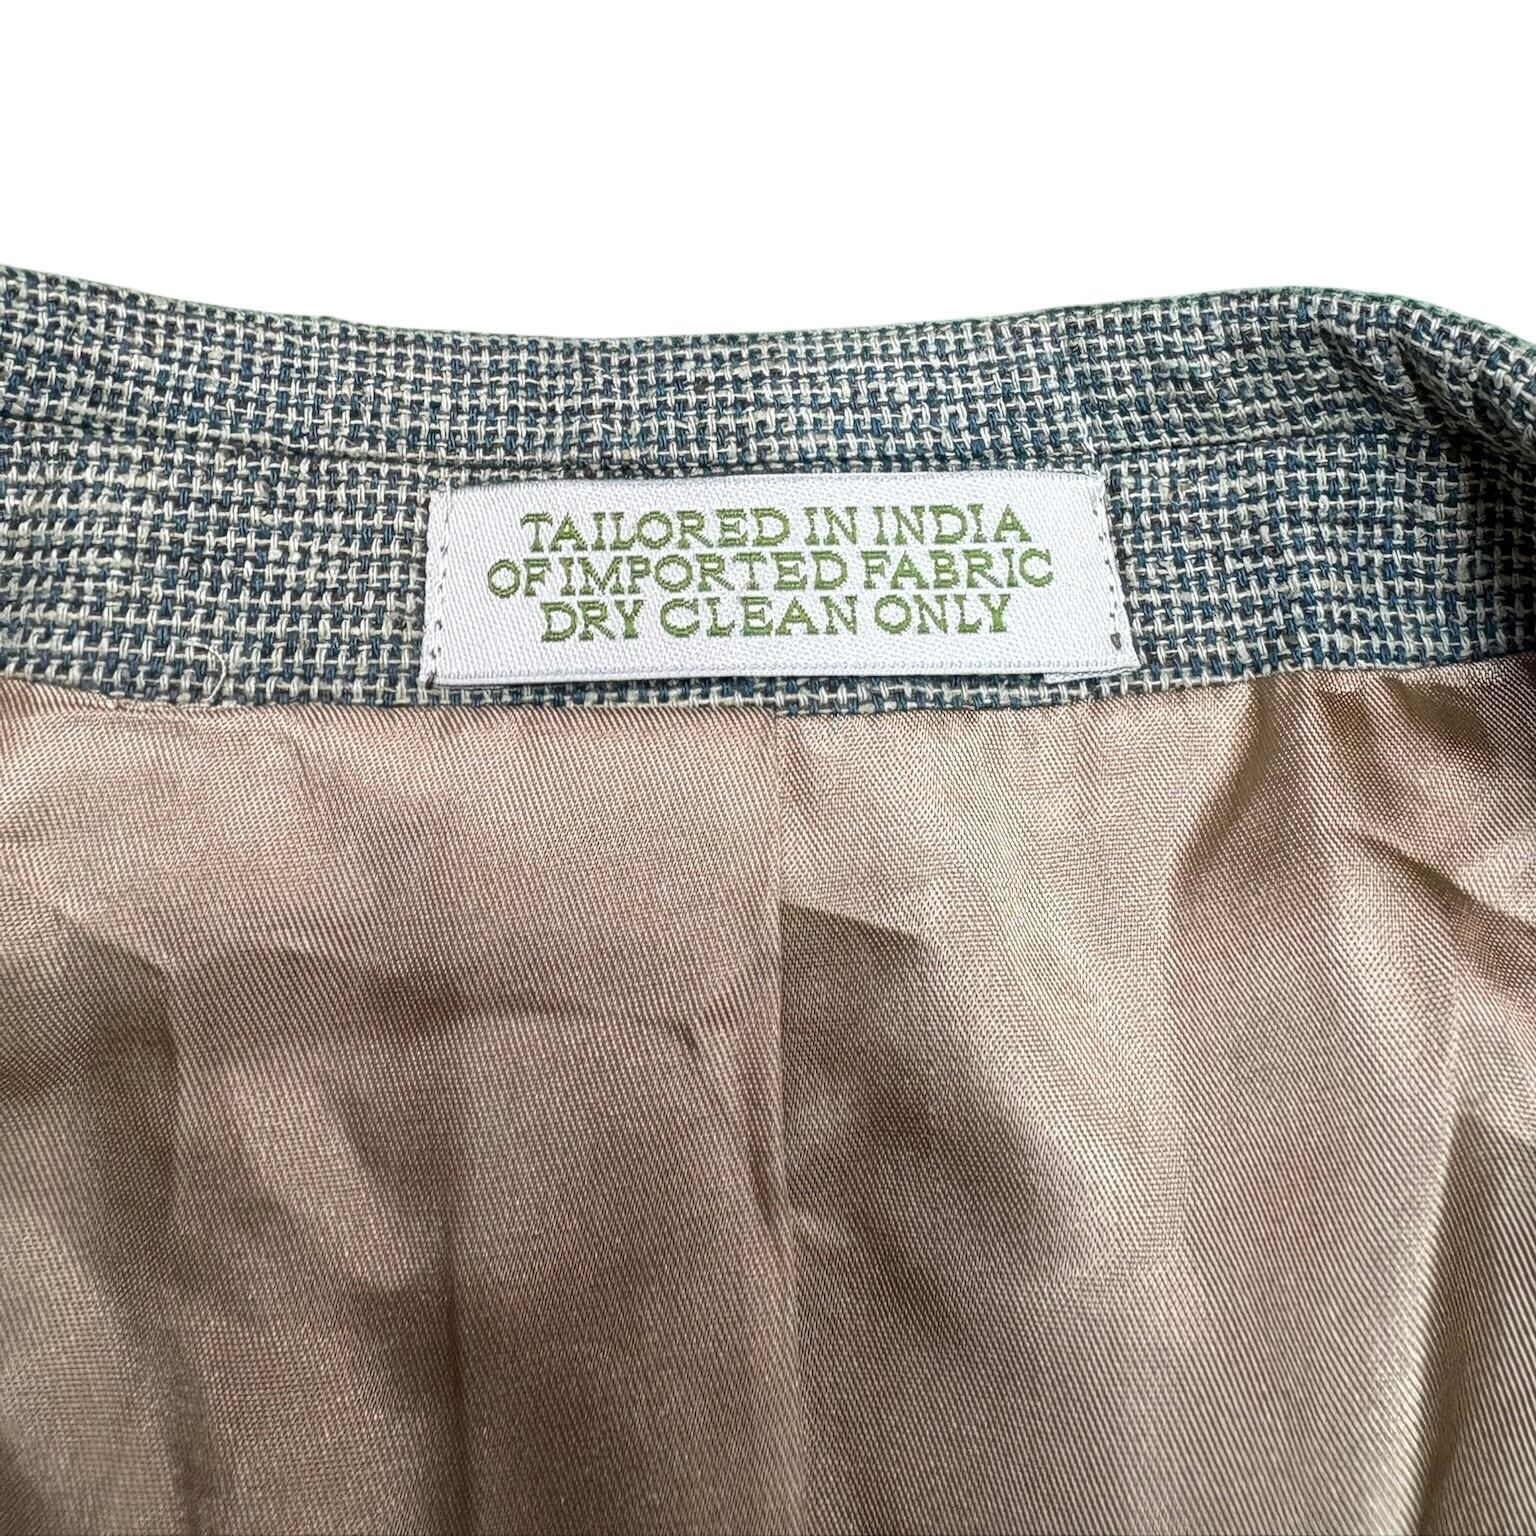 TAILORED IN INDIA
OF IMPORTED FABRIC
DRY CLEAN ONLY